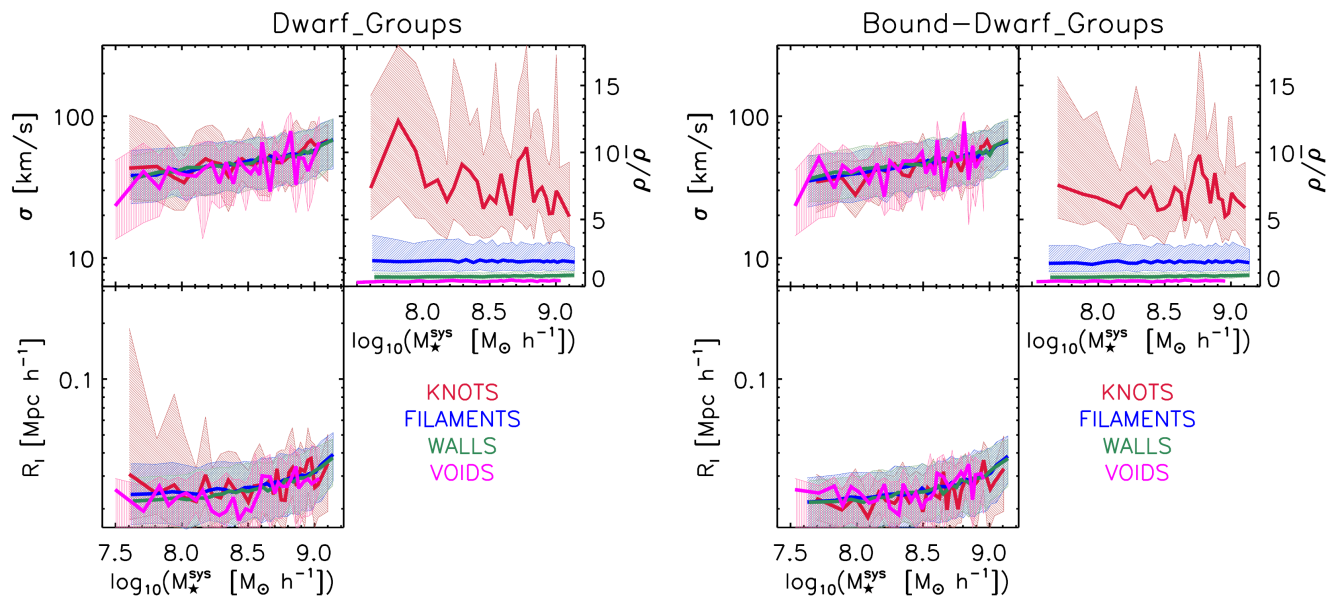 Dwarf_Groups
Bound-Dwarf_Groups
σ [km/s]
100
10
15
10
5
0
ρ/ρ̅
8.0 8.5 9.0
log₁₀(M★ˢʸˢ [M⊙ h⁻¹])
R_I [Mpc h⁻¹]
0.1
KNOTS
FILAMENTS
WALLS
VOIDS
7.5 8.0 8.5 9.0
log₁₀(M★ˢʸˢ [M⊙ h⁻¹])
σ [km/s]
100
10
15
10
5
0
ρ/ρ̅
8.0 8.5 9.0
log₁₀(M★ˢʸˢ [M⊙ h⁻¹])
R_I [Mpc h⁻¹]
0.1
KNOTS
FILAMENTS
WALLS
VOIDS
7.5 8.0 8.5 9.0
log₁₀(M★ˢʸˢ [M⊙ h⁻¹])